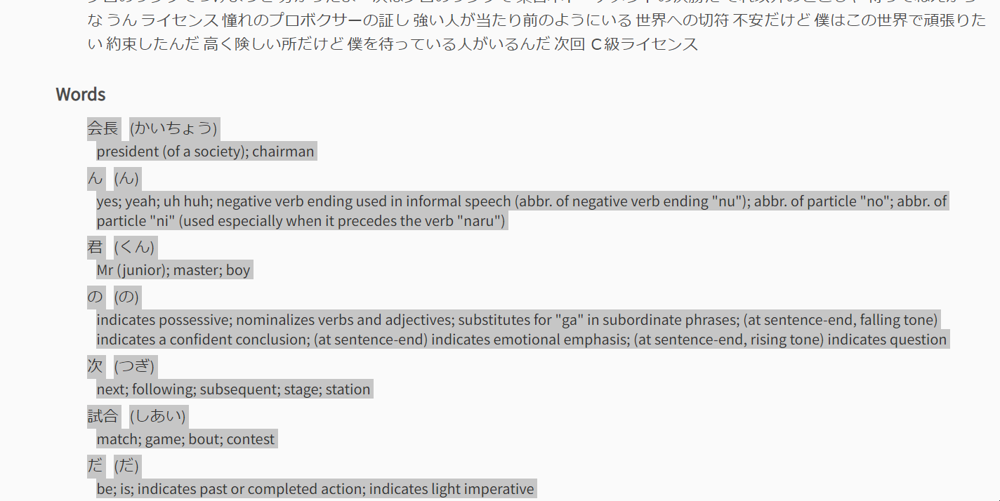 な うん ライセンス 憧れのプロボクサーの証し 強い人が当たり前のようにいる 世界への切符 不安だけど 僕はこの世界で頑張りた
い 約束したんだ 高く険しい所だけど 僕を待っている人がいるんだ 次回 Ｃ級ライセンス
Words
会長 (かいちょう)
president (of a society); chairman
ん (ん)
yes; yeah; uh huh; negative verb ending used in informal speech (abbr. of negative verb ending "nu"); abbr. of particle "no"; abbr. of
particle "ni" (used especially when it precedes the verb "naru")
君 (くん)
Mr (junior); master; boy
の (の)
indicates possessive; nominalizes verbs and adjectives; substitutes for "ga" in subordinate phrases; (at sentence-end, falling tone)
indicates a confident conclusion; (at sentence-end) indicates emotional emphasis; (at sentence-end, rising tone) indicates question
次 (つぎ)
next; following; subsequent; stage; station
試合 (しあい)
match; game; bout; contest
だ (だ)
be; is; indicates past or completed action; indicates light imperative